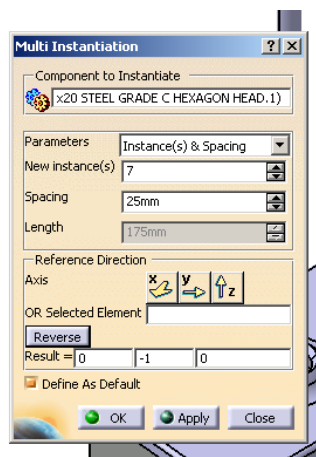 Multi Instantiation ? X
Component to Instantiate
x20 STEEL GRADE C HEXAGON HEAD.1)
Parameters Instance(s) & Spacing
New instance(s) 7
Spacing 25mm
Length 175mm
Reference Direction
Axis x y z
OR Selected Element
Reverse
Result = 0 -1 0
Define As Default
OK Apply Close